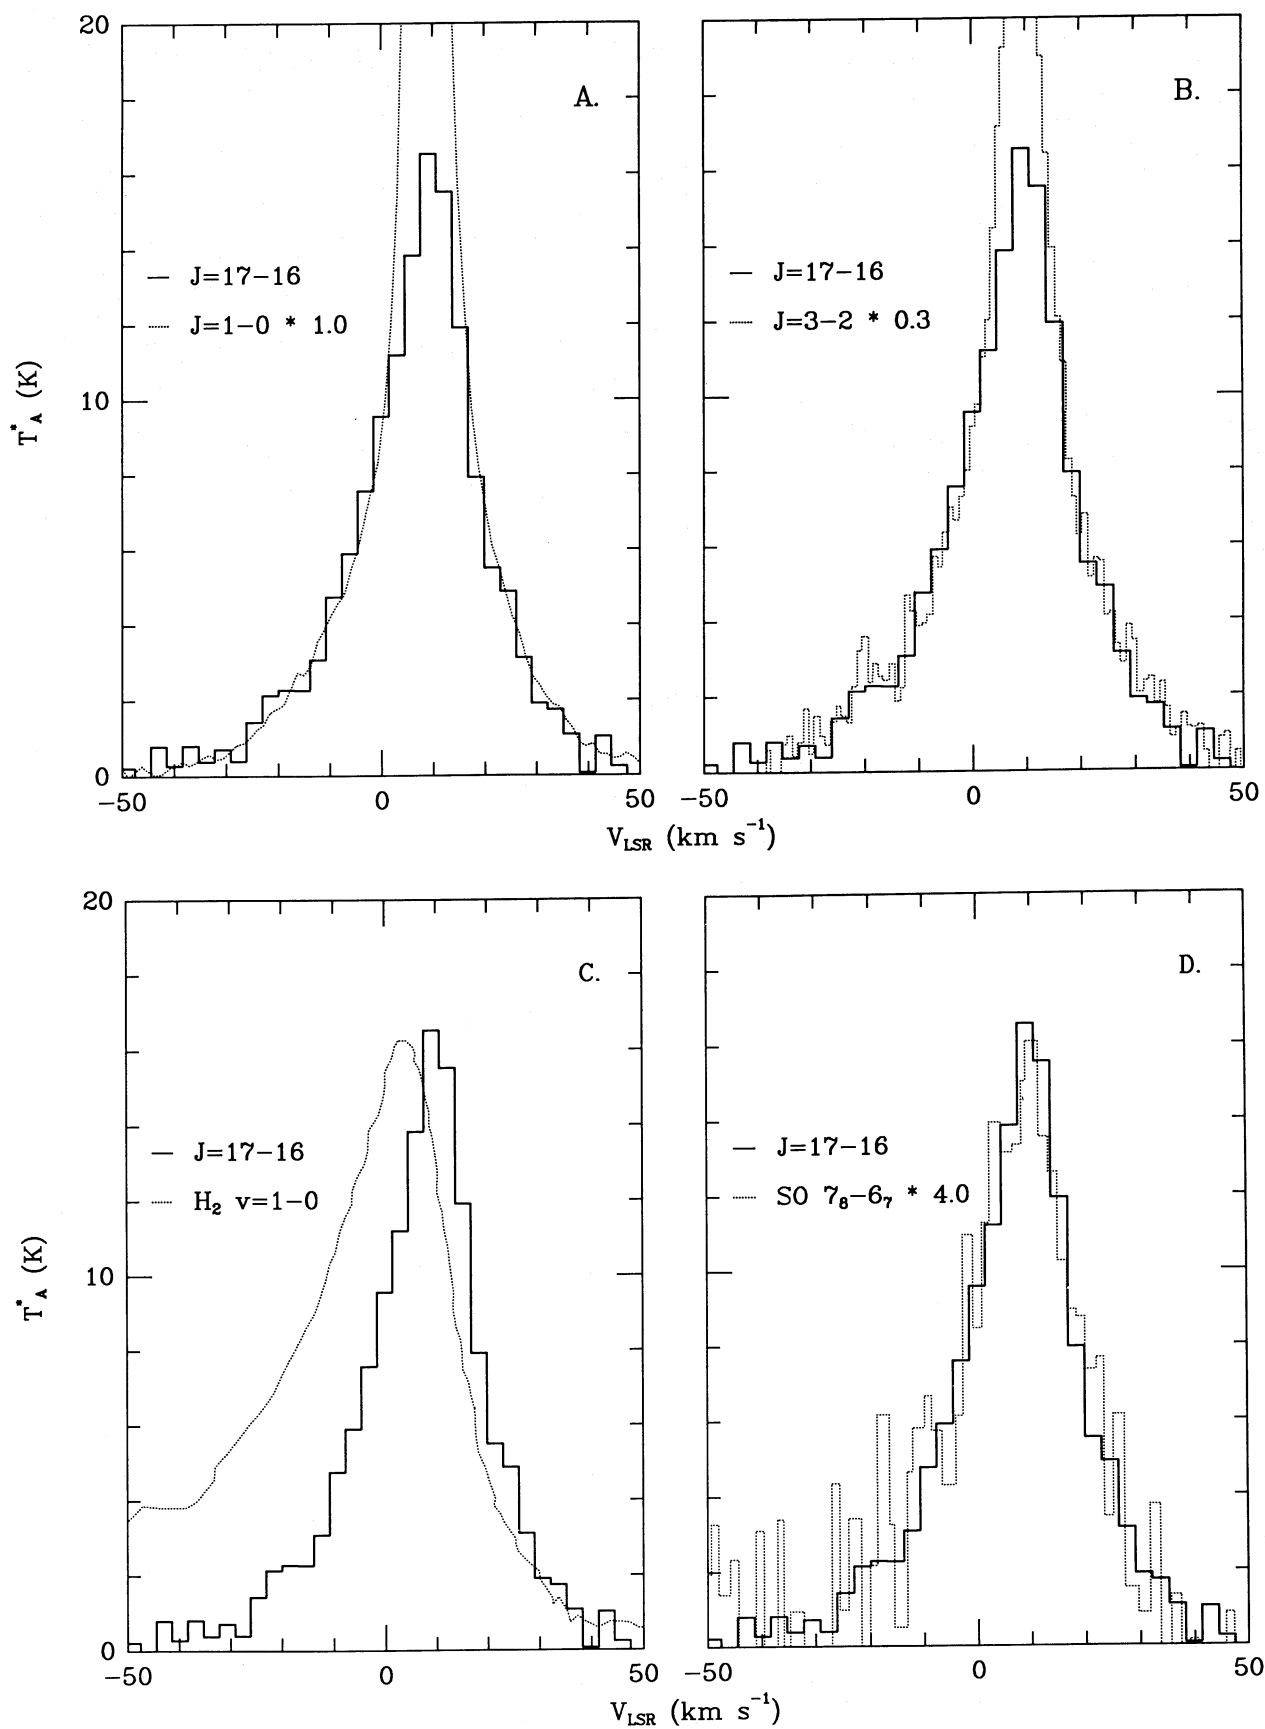 20
A.
B.
— J=17−16
J=1−0 * 1.0
— J=17−16
J=3−2 * 0.3
T*A (K)
10
0
−50 0 50 −50 0 50
VLSR (km s−1)
20
C.
D.
— J=17−16
H2 v=1−0
— J=17−16
SO 78−67 * 4.0
T*A (K)
10
0
−50 0 50 −50 0 50
VLSR (km s−1)